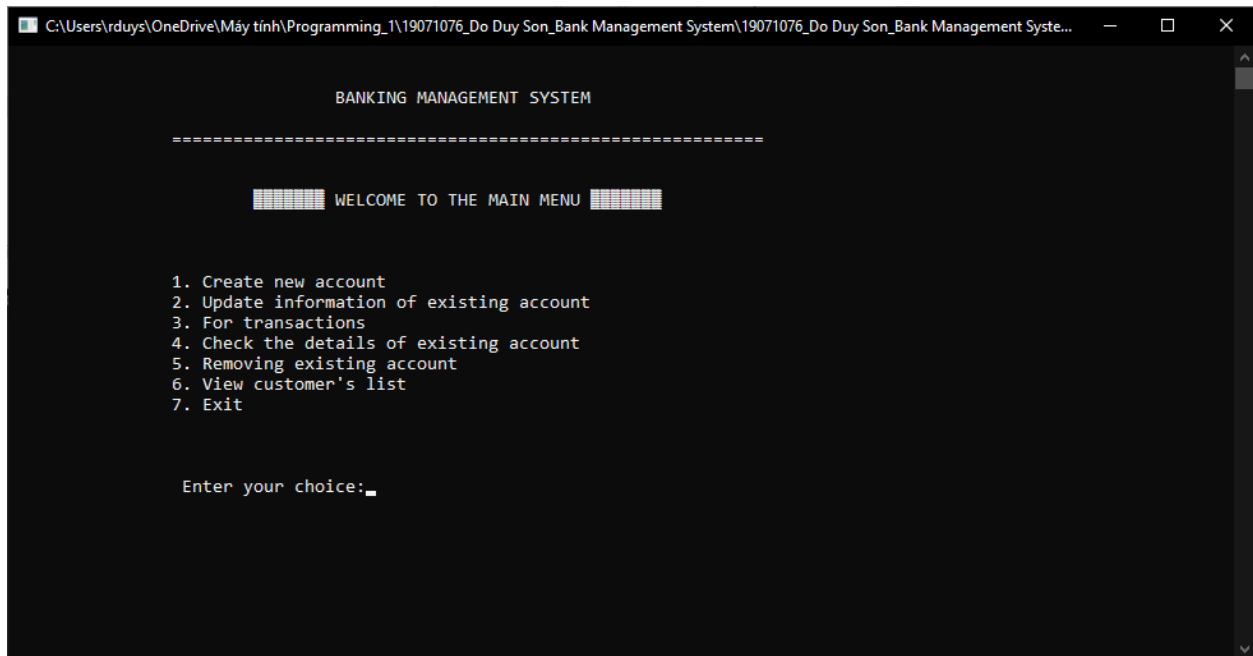 C:\Users\rduys\OneDrive\Máy tính\Programming_1\19071076_Do Duy Son_Bank Management System\19071076_Do Duy Son_Bank Management Syste...
BANKING MANAGEMENT SYSTEM
==========================================================
▓▓▓▓▓▓▓ WELCOME TO THE MAIN MENU ▓▓▓▓▓▓▓
1. Create new account
2. Update information of existing account
3. For transactions
4. Check the details of existing account
5. Removing existing account
6. View customer's list
7. Exit
Enter your choice: